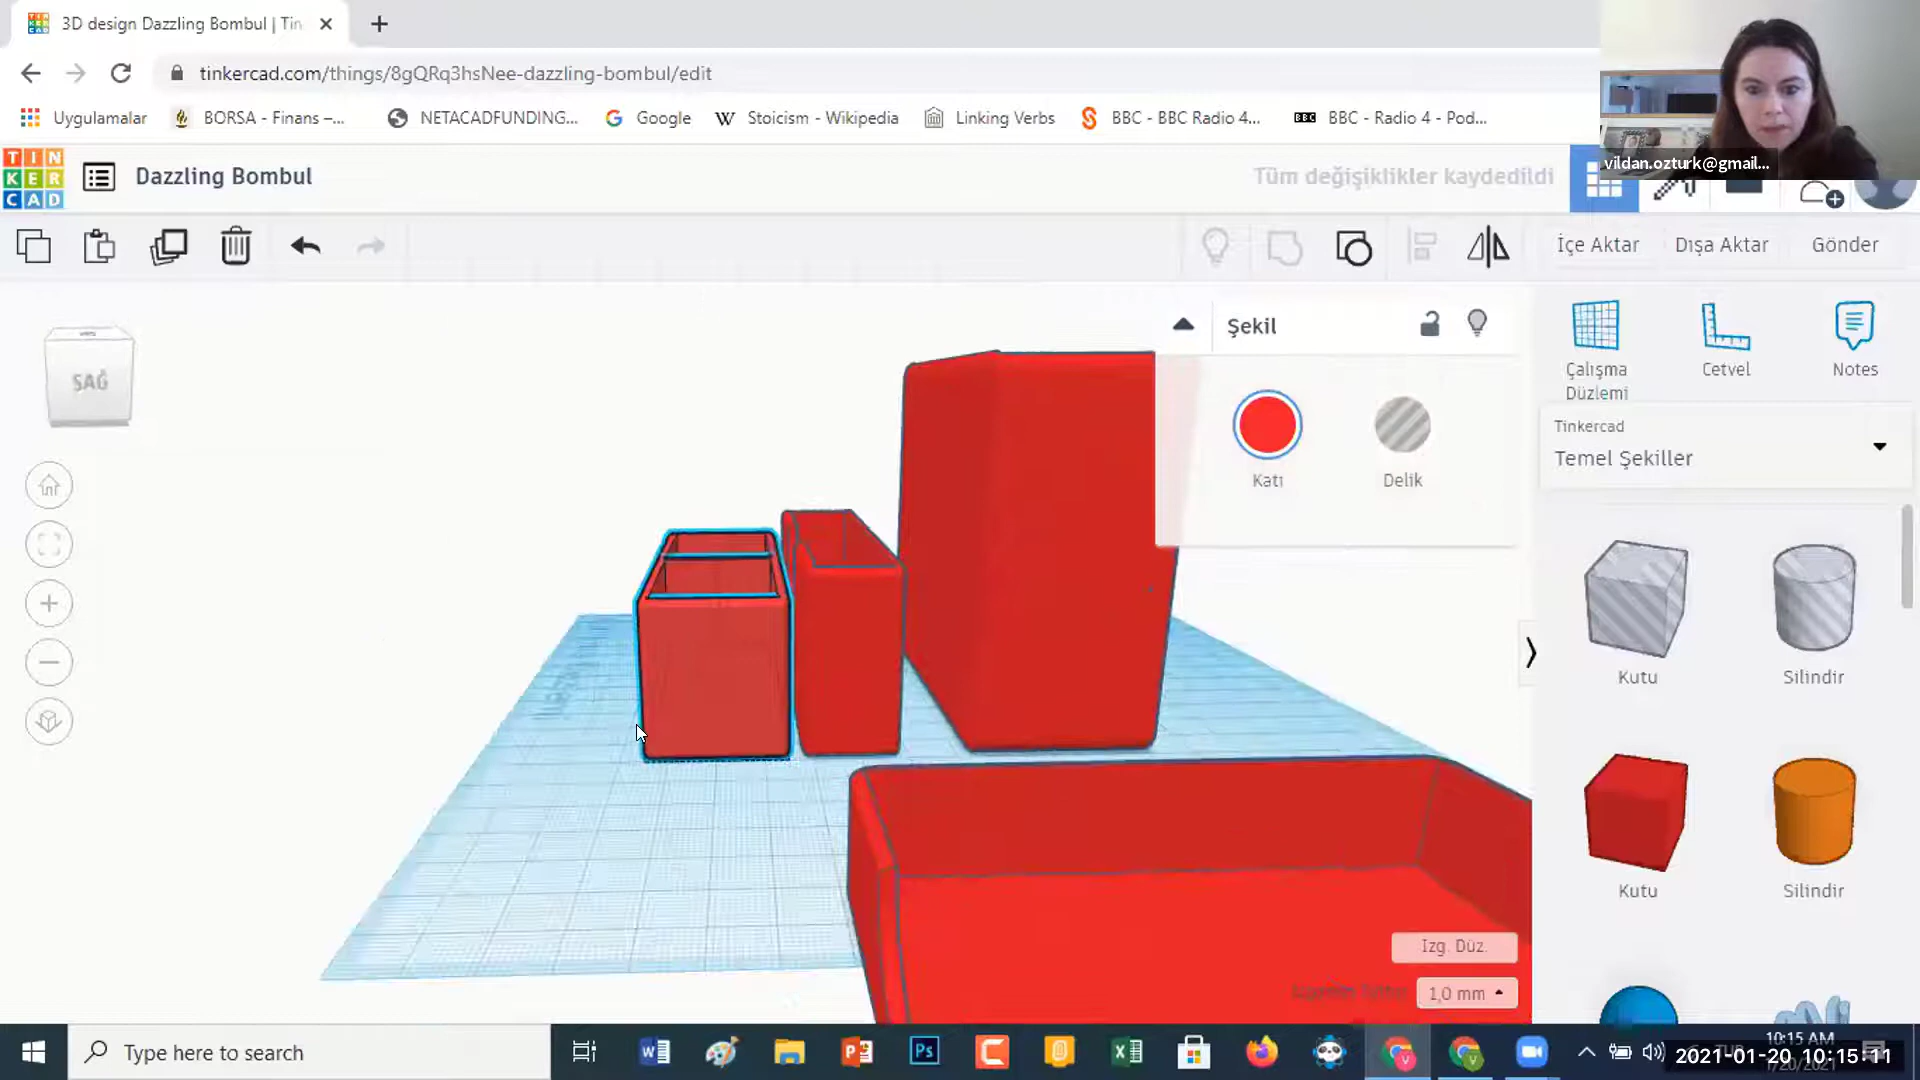 3D design Dazzling Bombul | Tin
tinkercad.com/things/8gQRq3hsNee-dazzling-bombul/edit
Uygulamalar
BORSA - Finans –...
NETACADFUNDING...
Google
Stoicism - Wikipedia
Linking Verbs
BBC - BBC Radio 4...
BBC - Radio 4 - Pod...
vildan.ozturk@gmail...
TIN
KER
CAD
Dazzling Bombul
Tüm değişiklikler kaydedildi
İçe Aktar
Dışa Aktar
Gönder
SAĞ
Şekil
Katı
Delik
Çalışma
Düzlemi
Cetvel
Notes
Tinkercad
Temel Şekiller
Kutu
Silindir
Kutu
Silindir
Izg. Düz.
1,0 mm
Type here to search
10:15 AM
2021-01-20 10:15:11
1/20/2021